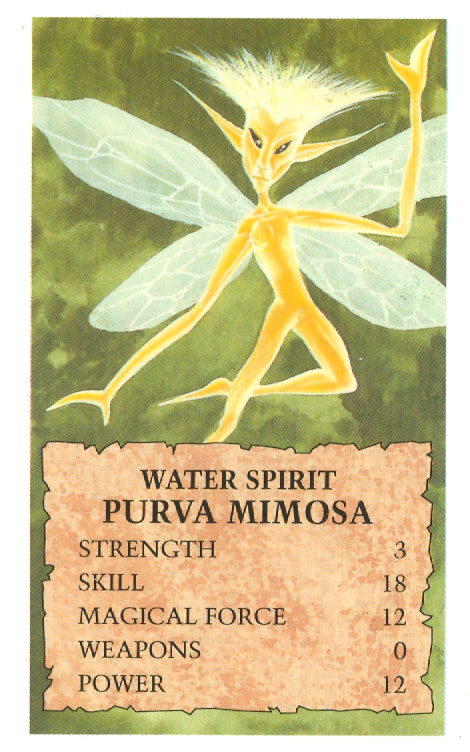 WATER SPIRIT
PURVA MIMOSA
STRENGTH 3
SKILL 18
MAGICAL FORCE 12
WEAPONS 0
POWER 12